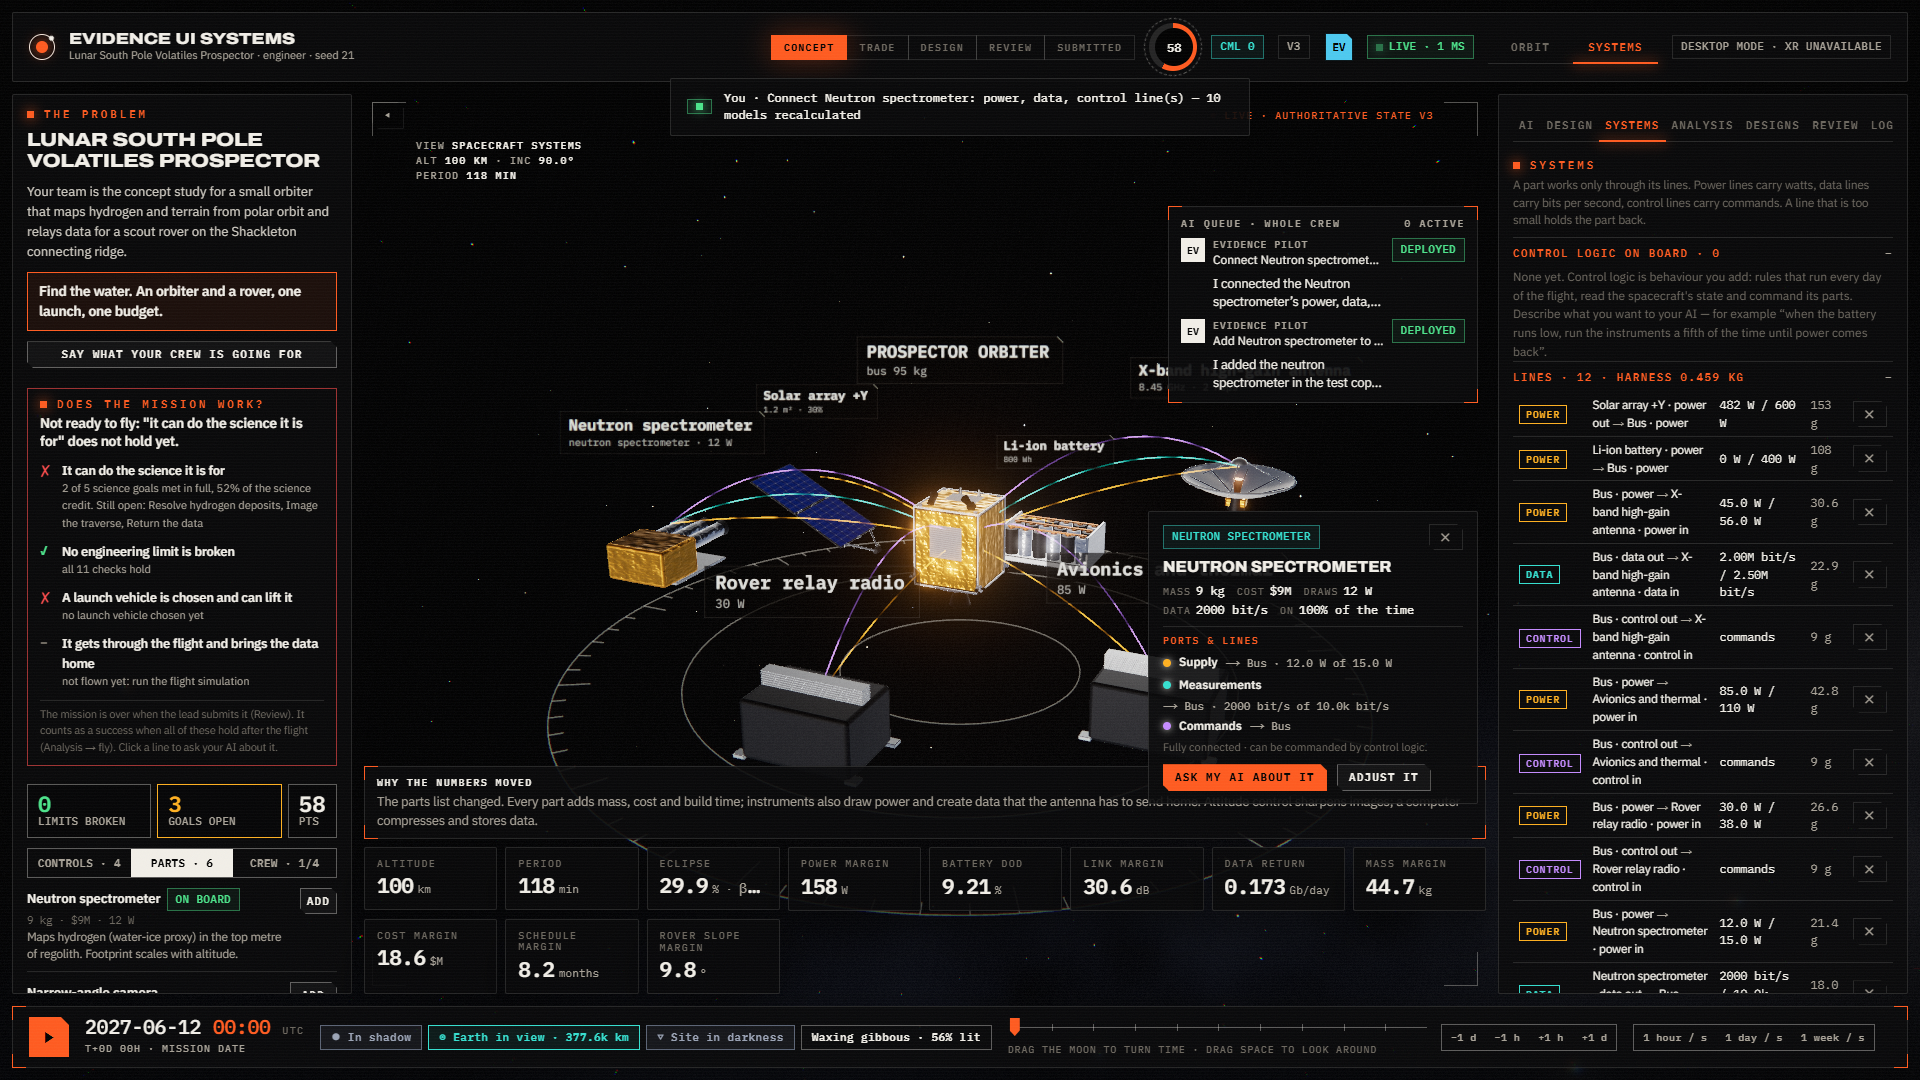 EVIDENCE UI SYSTEMS
Lunar South Pole Volatiles Prospector · engineer · seed 21
CONCEPT
TRADE
DESIGN
REVIEW
SUBMITTED
58
CML 0
V3
EV
LIVE · 1 MS
ORBIT
SYSTEMS
DESKTOP MODE · XR UNAVAILABLE
You · Connect Neutron spectrometer: power, data, control line(s) — 10
models recalculated
THE PROBLEM
LUNAR SOUTH POLE
VOLATILES PROSPECTOR
Your team is the concept study for a small orbiter
that maps hydrogen and terrain from polar orbit and
relays data for a scout rover on the Shackleton
connecting ridge.
Find the water. An orbiter and a rover, one
launch, one budget.
SAY WHAT YOUR CREW IS GOING FOR
DOES THE MISSION WORK?
Not ready to fly: "it can do the science it is
for" does not hold yet.
✗ It can do the science it is for
2 of 5 science goals met in full, 52% of the science
credit. Still open: Resolve hydrogen deposits, Image
the traverse, Return the data
✓ No engineering limit is broken
all 11 checks hold
✗ A launch vehicle is chosen and can lift it
no launch vehicle chosen yet
– It gets through the flight and brings the data
home
not flown yet: run the flight simulation
The mission is over when the lead submits it (Review). It
counts as a success when all of these hold after the flight
(Analysis → fly). Click a line to ask your AI about it.
0
LIMITS BROKEN
3
GOALS OPEN
58
PTS
CONTROLS · 4
PARTS · 6
CREW · 1/4
Neutron spectrometer
ON BOARD
ADD
9 kg · $9M · 12 W
Maps hydrogen (water-ice proxy) in the top metre
of regolith. Footprint scales with altitude.
Narrow-angle camera
ADD
VIEW SPACECRAFT SYSTEMS
ALT 100 KM · INC 90.0°
PERIOD 118 MIN
· AUTHORITATIVE STATE V3
AI QUEUE · WHOLE CREW
0 ACTIVE
EV
EVIDENCE PILOT
Connect Neutron spectromet...
DEPLOYED
I connected the Neutron
spectrometer's power, data,...
EV
EVIDENCE PILOT
Add Neutron spectrometer to ...
DEPLOYED
I added the neutron
spectrometer in the test cop...
PROSPECTOR ORBITER
bus 95 kg
X-band high-gain antenna
8.45
Solar array +Y
1.2 m² · 30%
Neutron spectrometer
neutron spectrometer · 12 W
Li-ion battery
800 Wh
Rover relay radio
30 W
Avionics
85 W
NEUTRON SPECTROMETER
NEUTRON SPECTROMETER
MASS 9 kg COST $9M DRAWS 12 W
DATA 2000 bit/s ON 100% of the time
PORTS & LINES
Supply → Bus · 12.0 W of 15.0 W
Measurements
→ Bus · 2000 bit/s of 10.0k bit/s
Commands → Bus
Fully connected · can be commanded by control logic.
ASK MY AI ABOUT IT
ADJUST IT
WHY THE NUMBERS MOVED
The parts list changed. Every part adds mass, cost and build time; instruments also draw power and create data that the antenna has to send home. Altitude control sharpens images, a computer
compresses and stores data.
ALTITUDE
100 km
PERIOD
118 min
ECLIPSE
29.9 % · β...
POWER MARGIN
158 W
BATTERY DOD
9.21 %
LINK MARGIN
30.6 dB
DATA RETURN
0.173 Gb/day
MASS MARGIN
44.7 kg
COST MARGIN
18.6 $M
SCHEDULE
MARGIN
8.2 months
ROVER SLOPE
MARGIN
9.8 °
AI
DESIGN
SYSTEMS
ANALYSIS
DESIGNS
REVIEW
LOG
SYSTEMS
A part works only through its lines. Power lines carry watts, data lines
carry bits per second, control lines carry commands. A line that is too
small holds the part back.
CONTROL LOGIC ON BOARD · 0
–
None yet. Control logic is behaviour you add: rules that run every day
of the flight, read the spacecraft's state and command its parts.
Describe what you want to your AI — for example “when the battery
runs low, run the instruments a fifth of the time until power comes
back”.
LINES · 12 · HARNESS 0.459 KG
–
POWER
Solar array +Y · power
out → Bus · power
482 W / 600
W
153
g
✕
POWER
Li-ion battery · power
→ Bus · power
0 W / 400 W
108
g
✕
POWER
Bus · power → X-
band high-gain
antenna · power in
45.0 W /
56.0 W
30.6
g
✕
DATA
Bus · data out → X-
band high-gain
antenna · data in
2.00M bit/s
/ 2.50M
bit/s
22.9
g
✕
CONTROL
Bus · control out → X-
band high-gain
antenna · control in
commands
9 g
✕
POWER
Bus · power →
Avionics and thermal ·
power in
85.0 W /
110 W
42.8
g
✕
CONTROL
Bus · control out →
Avionics and thermal ·
control in
commands
9 g
✕
POWER
Bus · power → Rover
relay radio · power in
30.0 W /
38.0 W
26.6
g
✕
CONTROL
Bus · control out →
Rover relay radio ·
control in
commands
9 g
✕
POWER
Bus · power →
Neutron spectrometer
· power in
12.0 W /
15.0 W
21.4
g
✕
DATA
Neutron spectrometer
· data out → Bus
2000 bit/s
/ 10.0k
18.0
2027-06-12 00:00 UTC
T+0D 00H · MISSION DATE
In shadow
Earth in view · 377.6k km
Site in darkness
Waxing gibbous · 56% lit
DRAG THE MOON TO TURN TIME · DRAG SPACE TO LOOK AROUND
−1 d
−1 h
+1 h
+1 d
1 hour / s
1 day / s
1 week / s